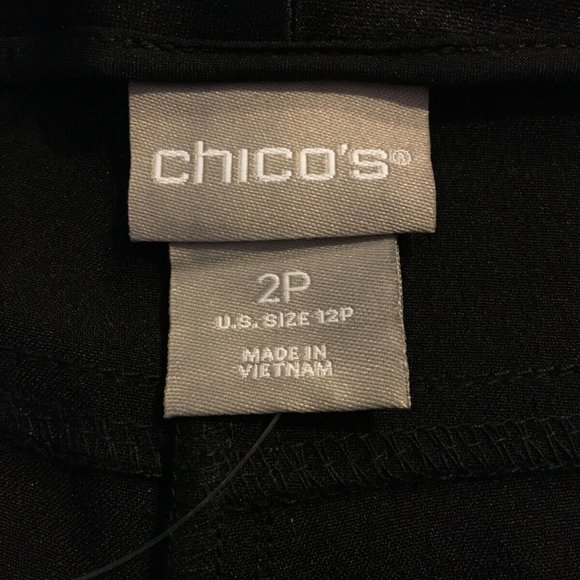 chico's®
2P
U.S. SIZE 12P
MADE IN
VIETNAM